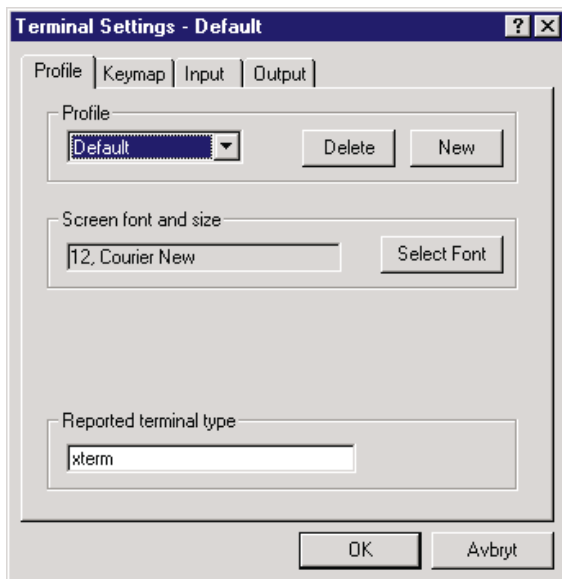 Terminal Settings - Default
Profile Keymap Input Output
Profile
Default Delete New
Screen font and size
12, Courier New Select Font
Reported terminal type
xterm
OK Avbryt